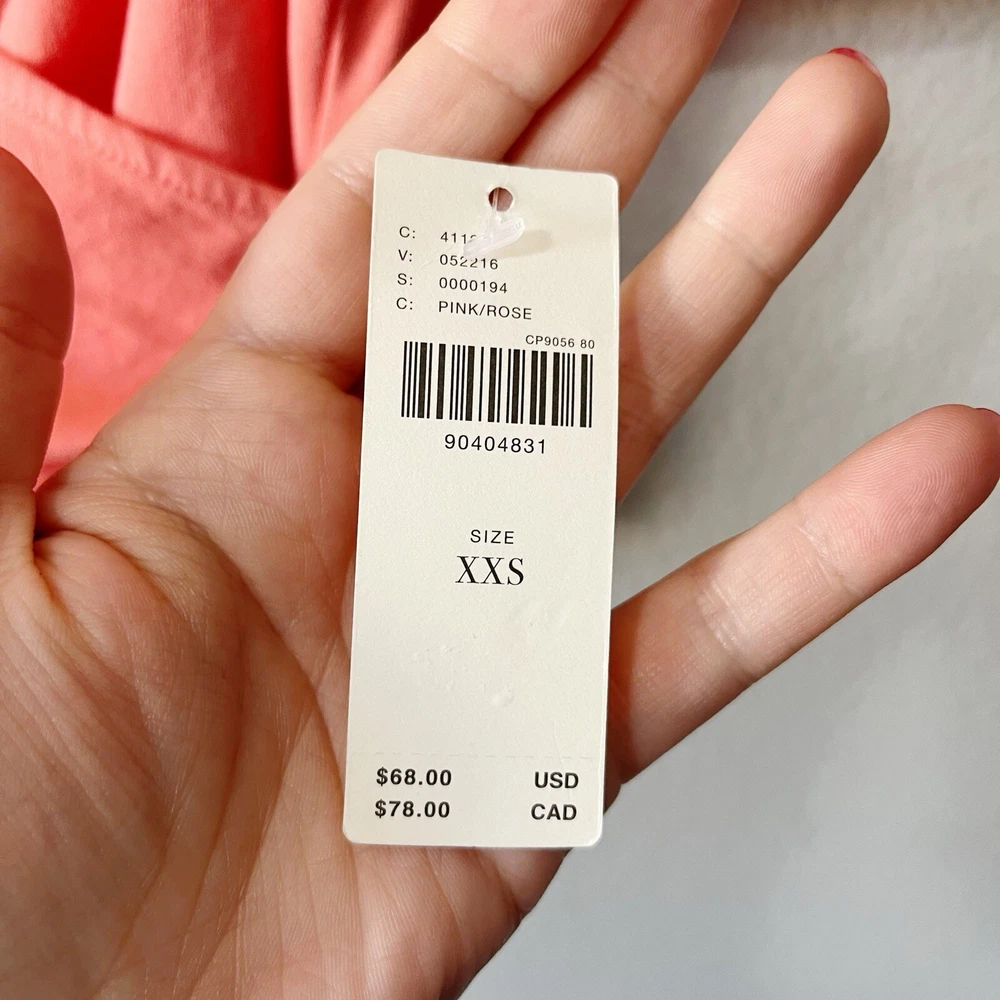 C:
V: 052216
S: 0000194
C: PINK/ROSE
CP9056 80
90404831
SIZE
XXS
$68.00 USD
$78.00 CAD